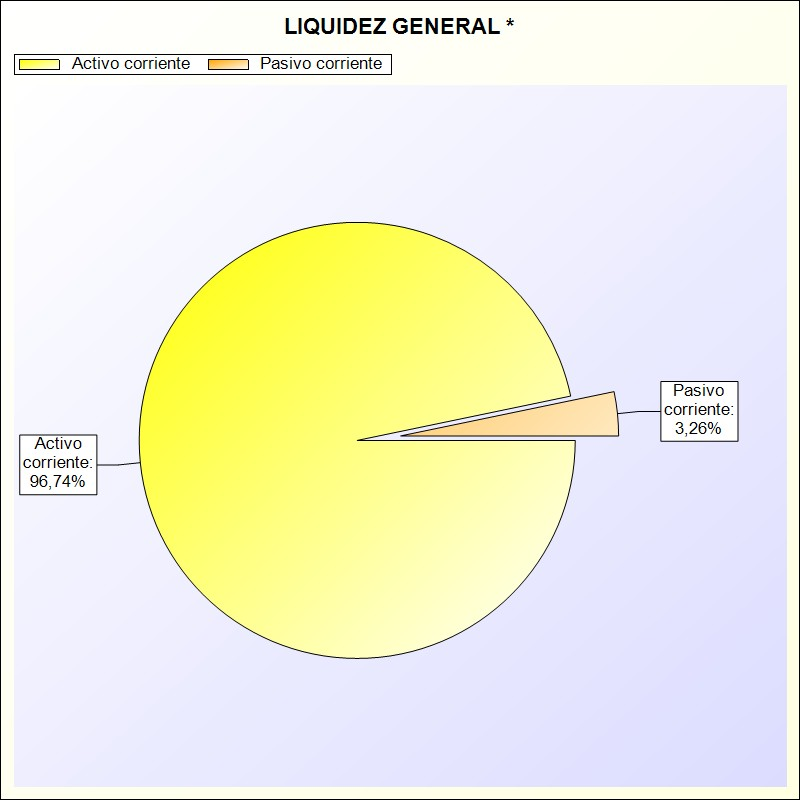 LIQUIDEZ GENERAL *
Activo corriente
Pasivo corriente
Pasivo
corriente:
3,26%
Activo
corriente:
96,74%